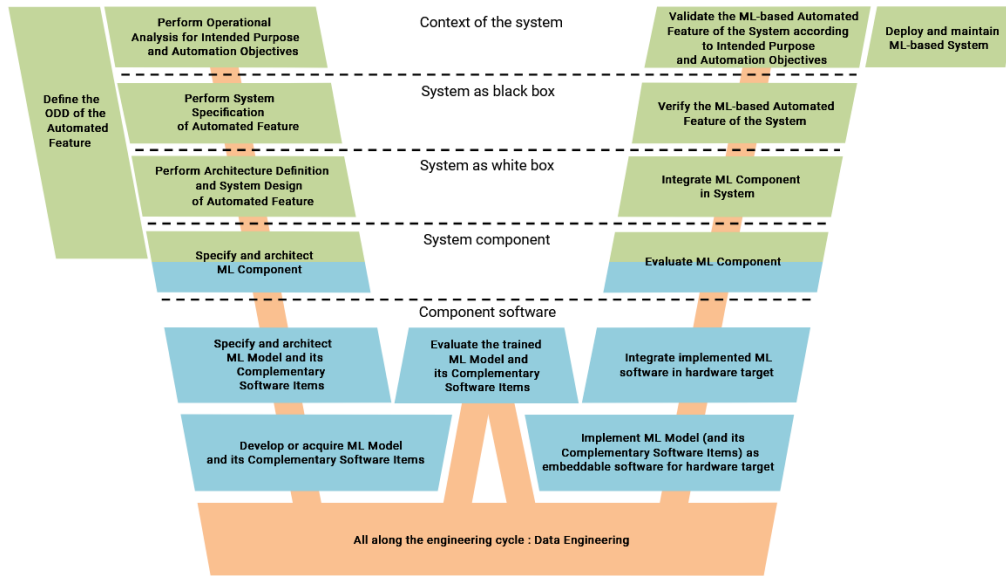 Define the
ODD of the
Automated
Feature
Perform Operational
Analysis for Intended Purpose
and Automation Objectives
Context of the system
Validate the ML-based Automated
Feature of the System according
to Intended Purpose
and Automation Objectives
Deploy and maintain
ML-based System
Perform System
Specification
of Automated Feature
System as black box
Verify the ML-based Automated
Feature of the System
Perform Architecture Definition
and System Design
of Automated Feature
System as white box
Integrate ML Component
in System
Specify and architect
ML Component
System component
Evaluate ML Component
Component software
Specify and architect
ML Model and its
Complementary
Software Items
Evaluate the trained
ML Model and
its Complementary
Software Items
Integrate implemented ML
software in hardware target
Develop or acquire ML Model
and its Complementary Software Items
Implement ML Model (and its
Complementary Software Items) as
embeddable software for hardware target
All along the engineering cycle : Data Engineering